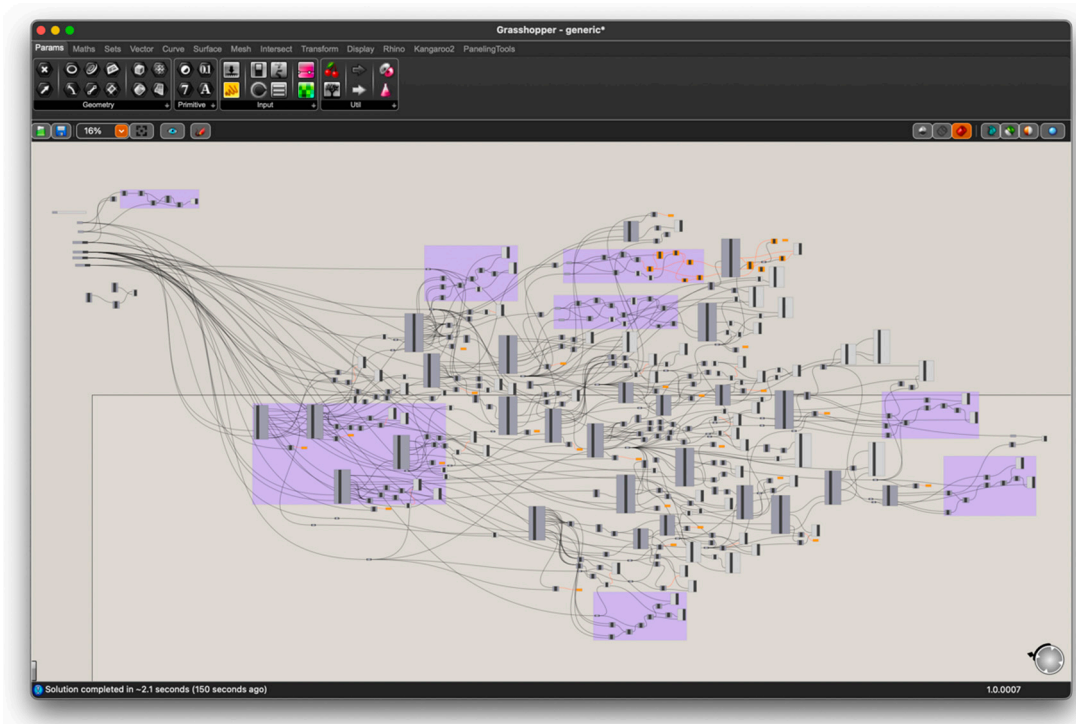 Grasshopper - generic*
Params Maths Sets Vector Curve Surface Mesh Intersect Transform Display Rhino Kangaroo2 PanelingTools
Geometry Primitive Input Util
16%
Solution completed in ~2.1 seconds (150 seconds ago) 1.0.0007